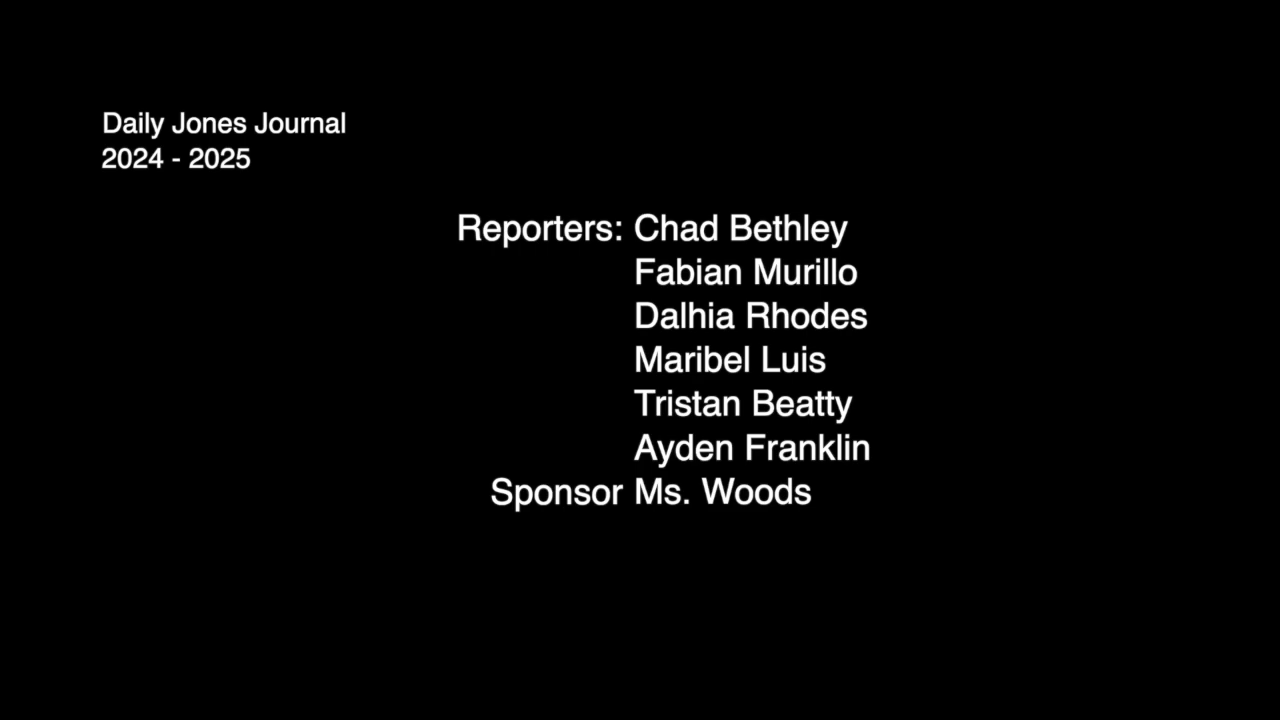 Daily Jones Journal
2024 - 2025
Reporters: Chad Bethley
Fabian Murillo
Dalhia Rhodes
Maribel Luis
Tristan Beatty
Ayden Franklin
Sponsor Ms. Woods